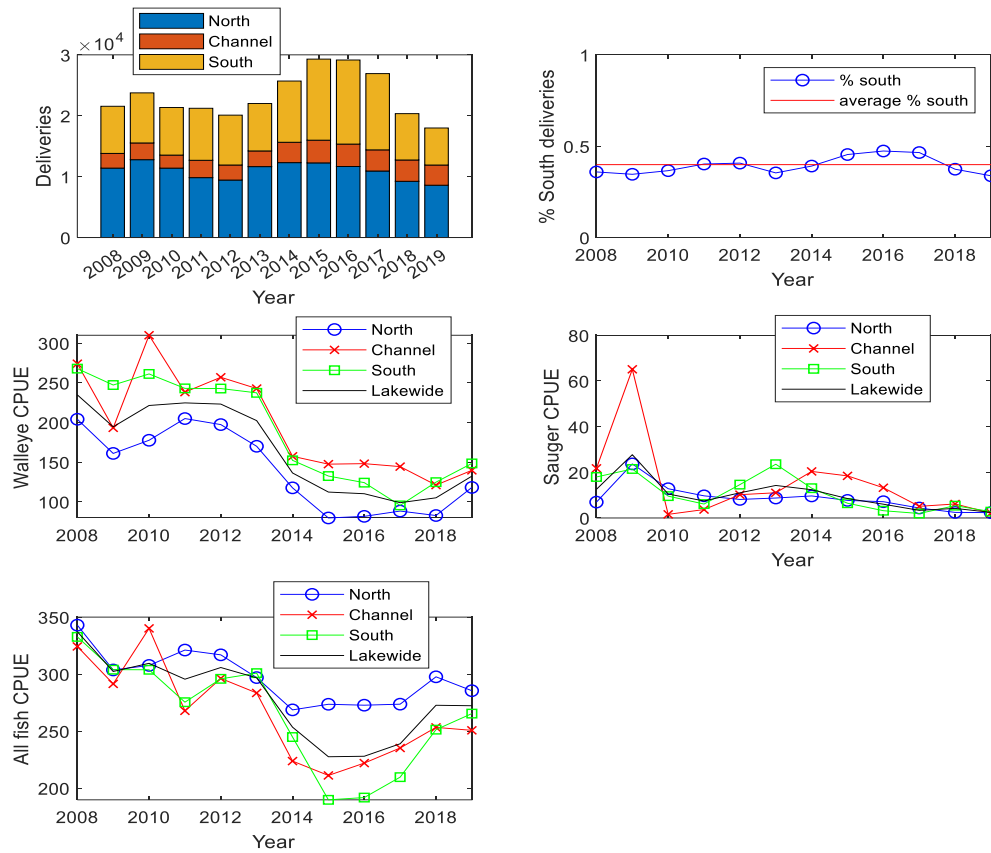 North
Channel
South
× 10^4
3
2
1
0
Deliveries
2008
2009
2010
2011
2012
2013
2014
2015
2016
2017
2018
2019
Year
% south
average % south
1
0.5
0
% South deliveries
2008 2010 2012 2014 2016 2018
Year
North
Channel
South
Lakewide
300
250
200
150
100
Walleye CPUE
2008 2010 2012 2014 2016 2018
Year
North
Channel
South
Lakewide
80
60
40
20
0
Sauger CPUE
2008 2010 2012 2014 2016 2018
Year
North
Channel
South
Lakewide
350
300
250
200
All fish CPUE
2008 2010 2012 2014 2016 2018
Year